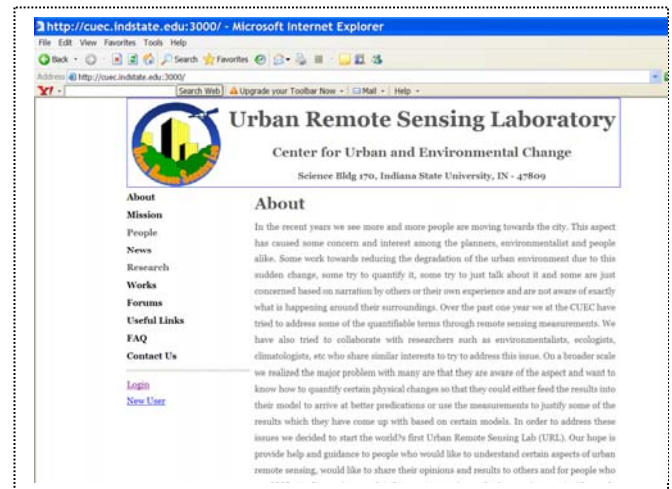 http://cuec.indstate.edu:3000/ - Microsoft Internet Explorer
File Edit View Favorites Tools Help
Back Search Favorites
Address http://cuec.indstate.edu:3000/
Y! - Search Web Upgrade your Toolbar Now - Mail - Help -
Urban Remote Sensing Laboratory
Center for Urban and Environmental Change
Science Bldg 170, Indiana State University, IN - 47809
Urban Remote Sensing Lab
About
Mission
People
News
Research
Works
Forums
Useful Links
FAQ
Contact Us
Login
New User
About
In the recent years we see more and more people are moving towards the city. This aspect
has caused some concern and interest among the planners, environmentalist and people
alike. Some work towards reducing the degradation of the urban environment due to this
sudden change, some try to quantify it, some try to just talk about it and some are just
concerned based on narration by others or their own experience and are not aware of exactly
what is happening around their surroundings. Over the past one year we at the CUEC have
tried to address some of the quantifiable terms through remote sensing measurements. We
have also tried to collaborate with researchers such as environmentalists, ecologists,
climatologists, etc who share similar interests to try to address this issue. On a broader scale
we realized the major problem with many are that they are aware of the aspect and want to
know how to quantify certain physical changes so that they could either feed the results into
their model to arrive at better predications or use the measurements to justify some of the
results which they have come up with based on certain models. In order to address these
issues we decided to start the world?s first Urban Remote Sensing Lab (URL). Our hope is
provide help and guidance to people who would like to understand certain aspects of urban
remote sensing, would like to share their opinions and results to others and for people who